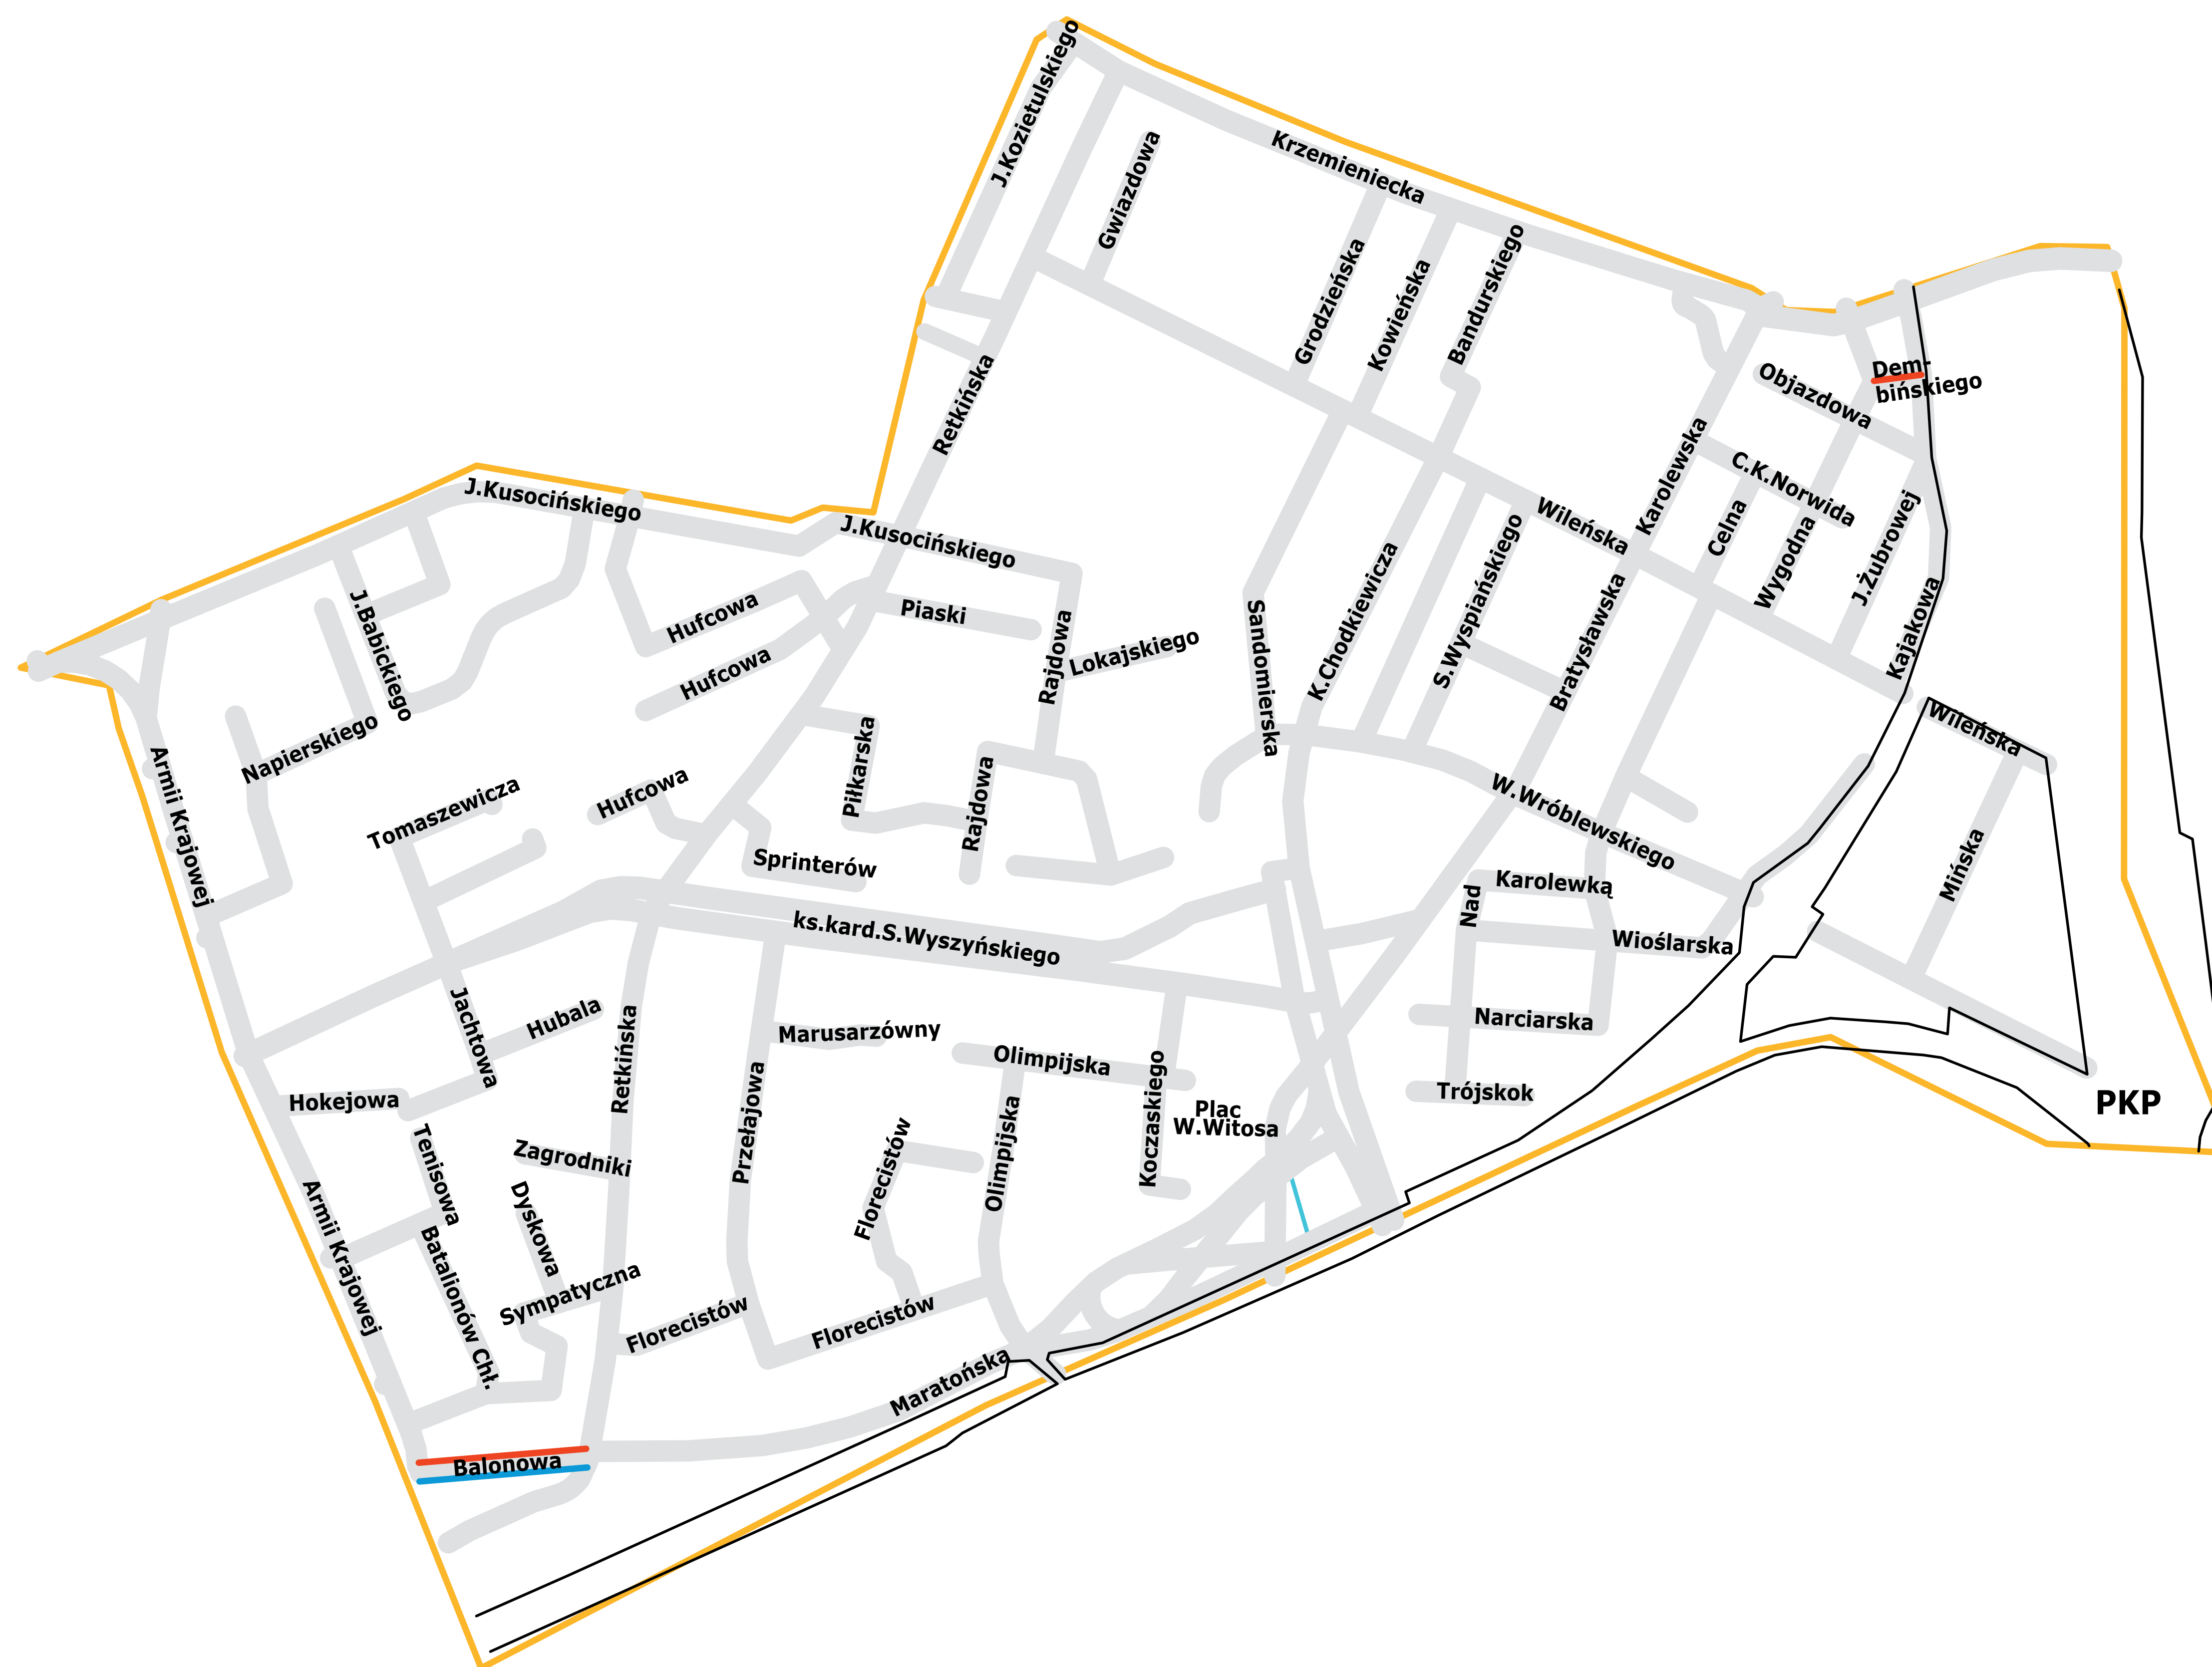 J.Kozietulskiego
Krzemieniecka
Gwiazdowa
Grodzieńska
Kowieńska
Bandurskiego
Retkińska
Dem-
bińskiego
Objazdowa
C.K.Norwida
Karolewska
Celna
Wygodna
J.Żubrowej
Kajakowa
Wileńska
J.Kusocińskiego
J.Kusocińskiego
Piaski
Rajdowa
Lokajskiego
Hufcowa
Hufcowa
Sandomierska
K.Chodkiewicza
S.Wyspiańskiego
Bratysławska
J.Babickiego
Napierskiego
Armii Krajowej
Tomaszewicza
Hufcowa
Piłkarska
Rajdowa
Sprinterów
W.Wróblewskiego
Wileńska
Mińska
Nad
Karolewką
Wioślarska
Narciarska
Trójskok
ks.kard.S.Wyszyńskiego
Jachtowa
Hubala
Retkińska
Marusarzówny
Olimpijska
Przełajowa
Koczaskiego
Plac
W.Witosa
PKP
Hokejowa
Tenisowa
Zagrodniki
Dyskowa
Florecistów
Olimpijska
Armii Krajowej
Batalionów Chł.
Sympatyczna
Florecistów
Florecistów
Maratońska
Balonowa